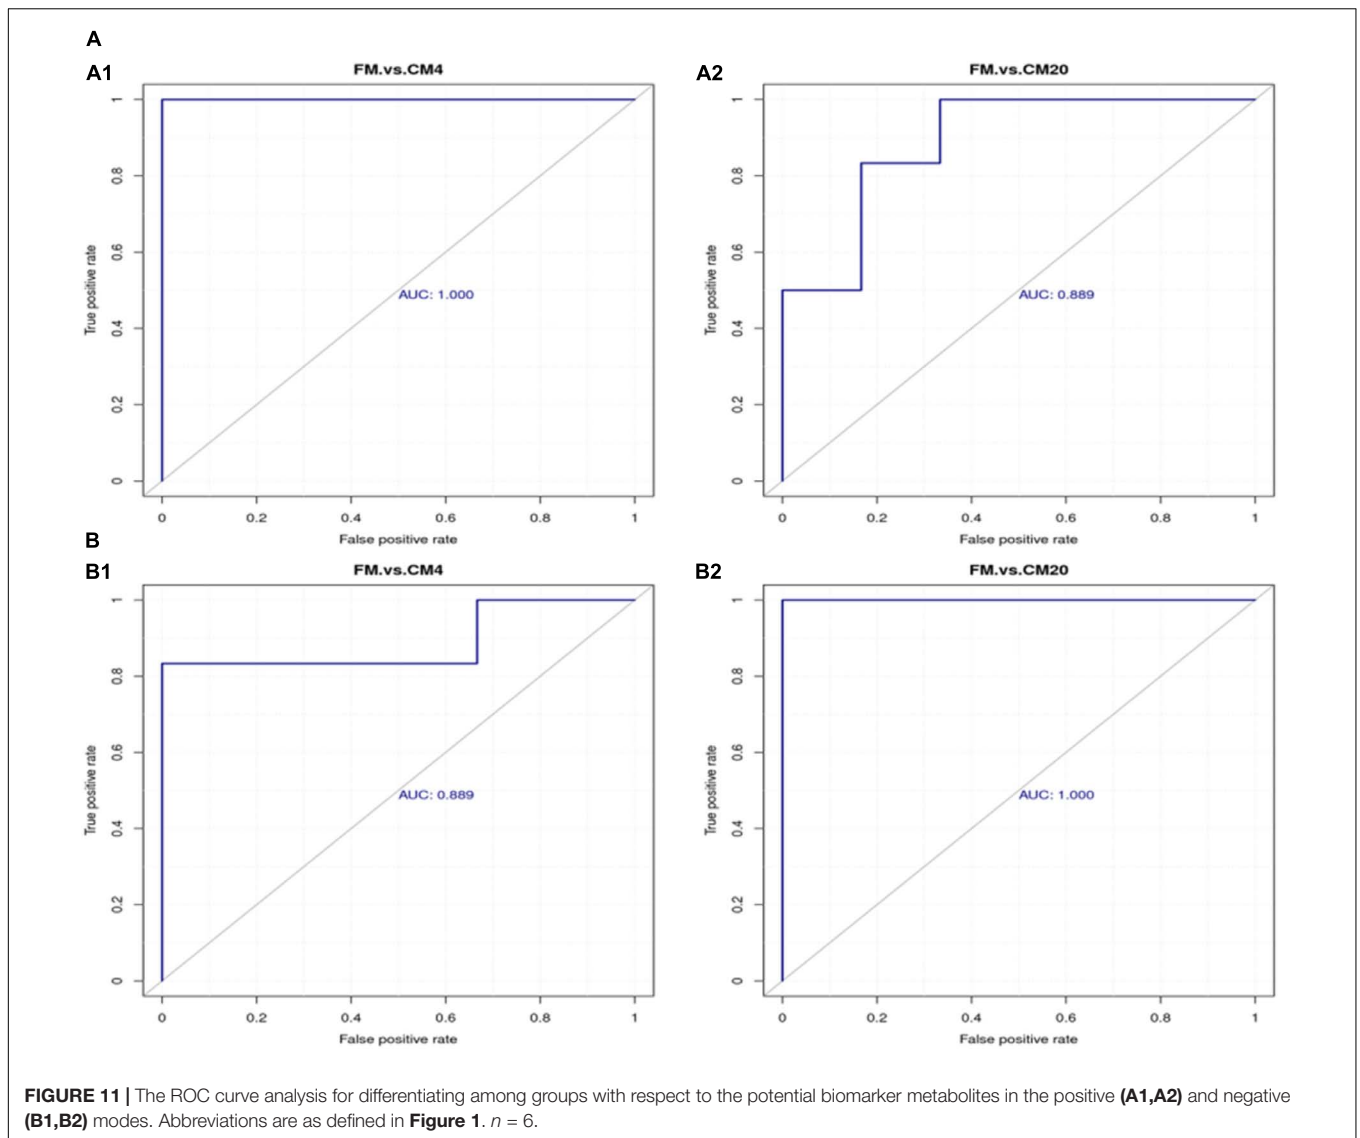 A
A1
FM.vs.CM4
True positive rate
1
0.8
0.6
0.4
0.2
0
AUC: 1.000
0 0.2 0.4 0.6 0.8 1
False positive rate
A2
FM.vs.CM20
True positive rate
1
0.8
0.6
0.4
0.2
0
AUC: 0.889
0 0.2 0.4 0.6 0.8 1
False positive rate
B
B1
FM.vs.CM4
True positive rate
1
0.8
0.6
0.4
0.2
0
AUC: 0.889
0 0.2 0.4 0.6 0.8 1
False positive rate
B2
FM.vs.CM20
True positive rate
1
0.8
0.6
0.4
0.2
0
AUC: 1.000
0 0.2 0.4 0.6 0.8 1
False positive rate
FIGURE 11 | The ROC curve analysis for differentiating among groups with respect to the potential biomarker metabolites in the positive (A1,A2) and negative
(B1,B2) modes. Abbreviations are as defined in Figure 1. n = 6.